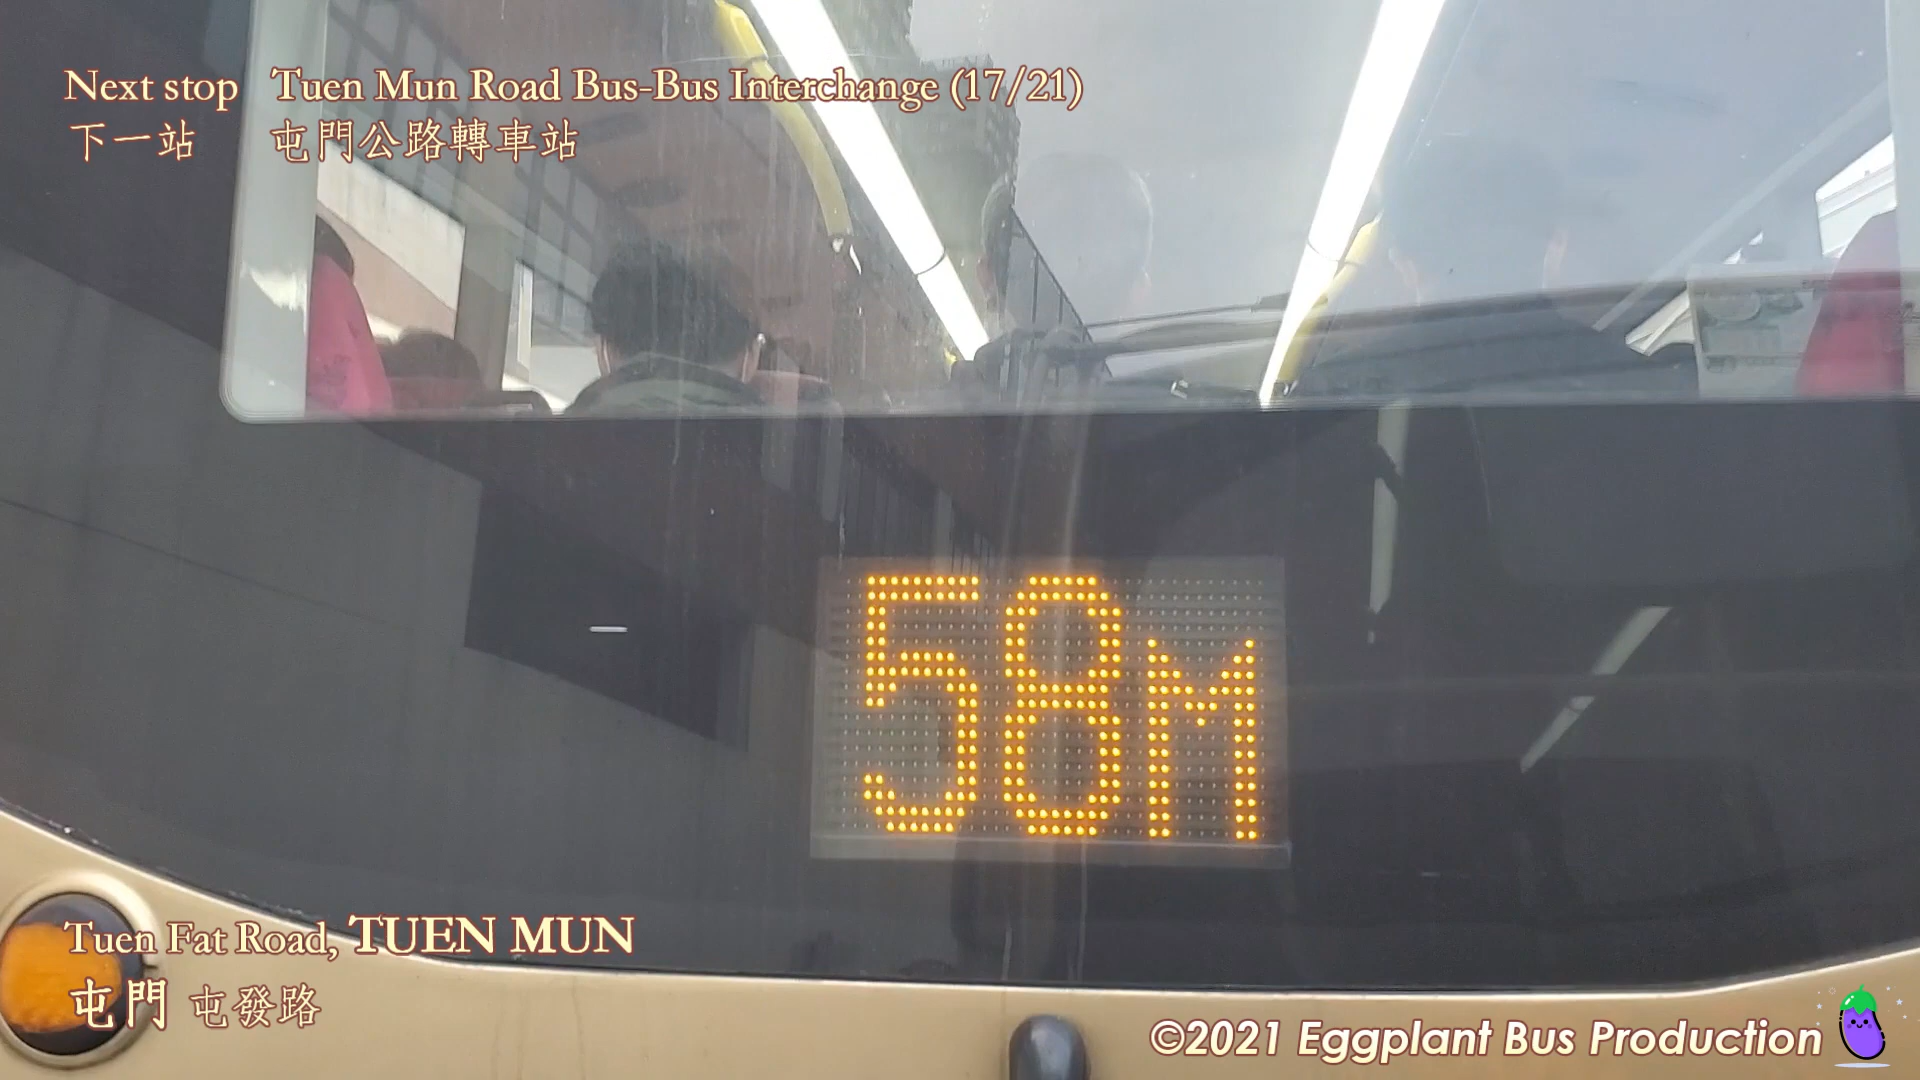 Next stop Tuen Mun Road Bus-Bus Interchange (17/21)
下一站 屯門公路轉車站
58M
Tuen Fat Road, TUEN MUN
屯門 屯發路
©2021 Eggplant Bus Production